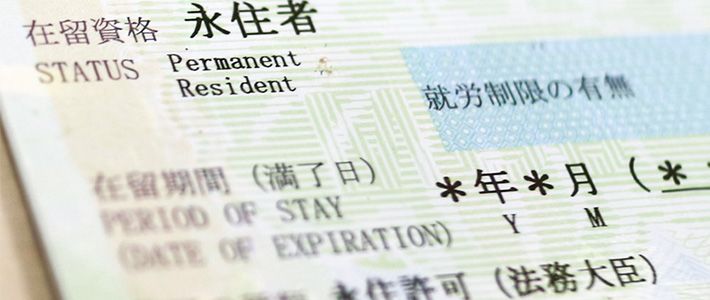 在留資格 永住者
STATUS Permanent
Resident
就労制限の有無
在留期間（満了日） *年*月（**
PERIOD OF STAY Y M
(DATE OF EXPIRATION)
永住許可（法務大臣）